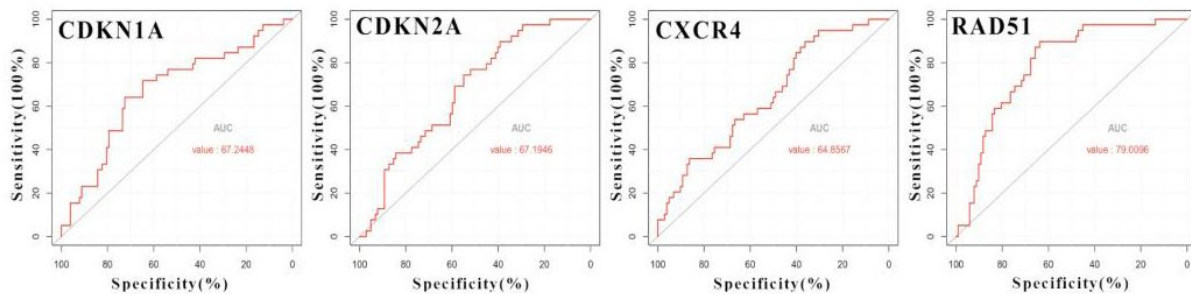 CDKN1A
Sensitivity(100%)
100
80
60
40
20
0
AUC
value : 67.2448
100 80 60 40 20 0
Specificity(%)
CDKN2A
Sensitivity(100%)
100
80
60
40
20
0
AUC
value : 67.1946
100 80 60 40 20 0
Specificity(%)
CXCR4
Sensitivity(100%)
100
80
60
40
20
0
AUC
value : 64.8567
100 80 60 40 20 0
Specificity(%)
RAD51
Sensitivity(100%)
100
80
60
40
20
0
AUC
value : 79.0096
100 80 60 40 20 0
Specificity(%)